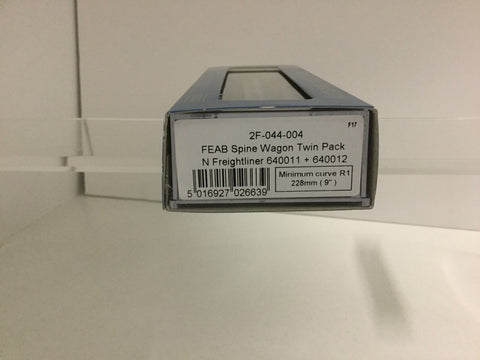 F17
2F-044-004
FEAB Spine Wagon Twin Pack
N Freightliner 640011 + 640012
Minimum curve R1
228mm ( 9" )
5 016927 026639